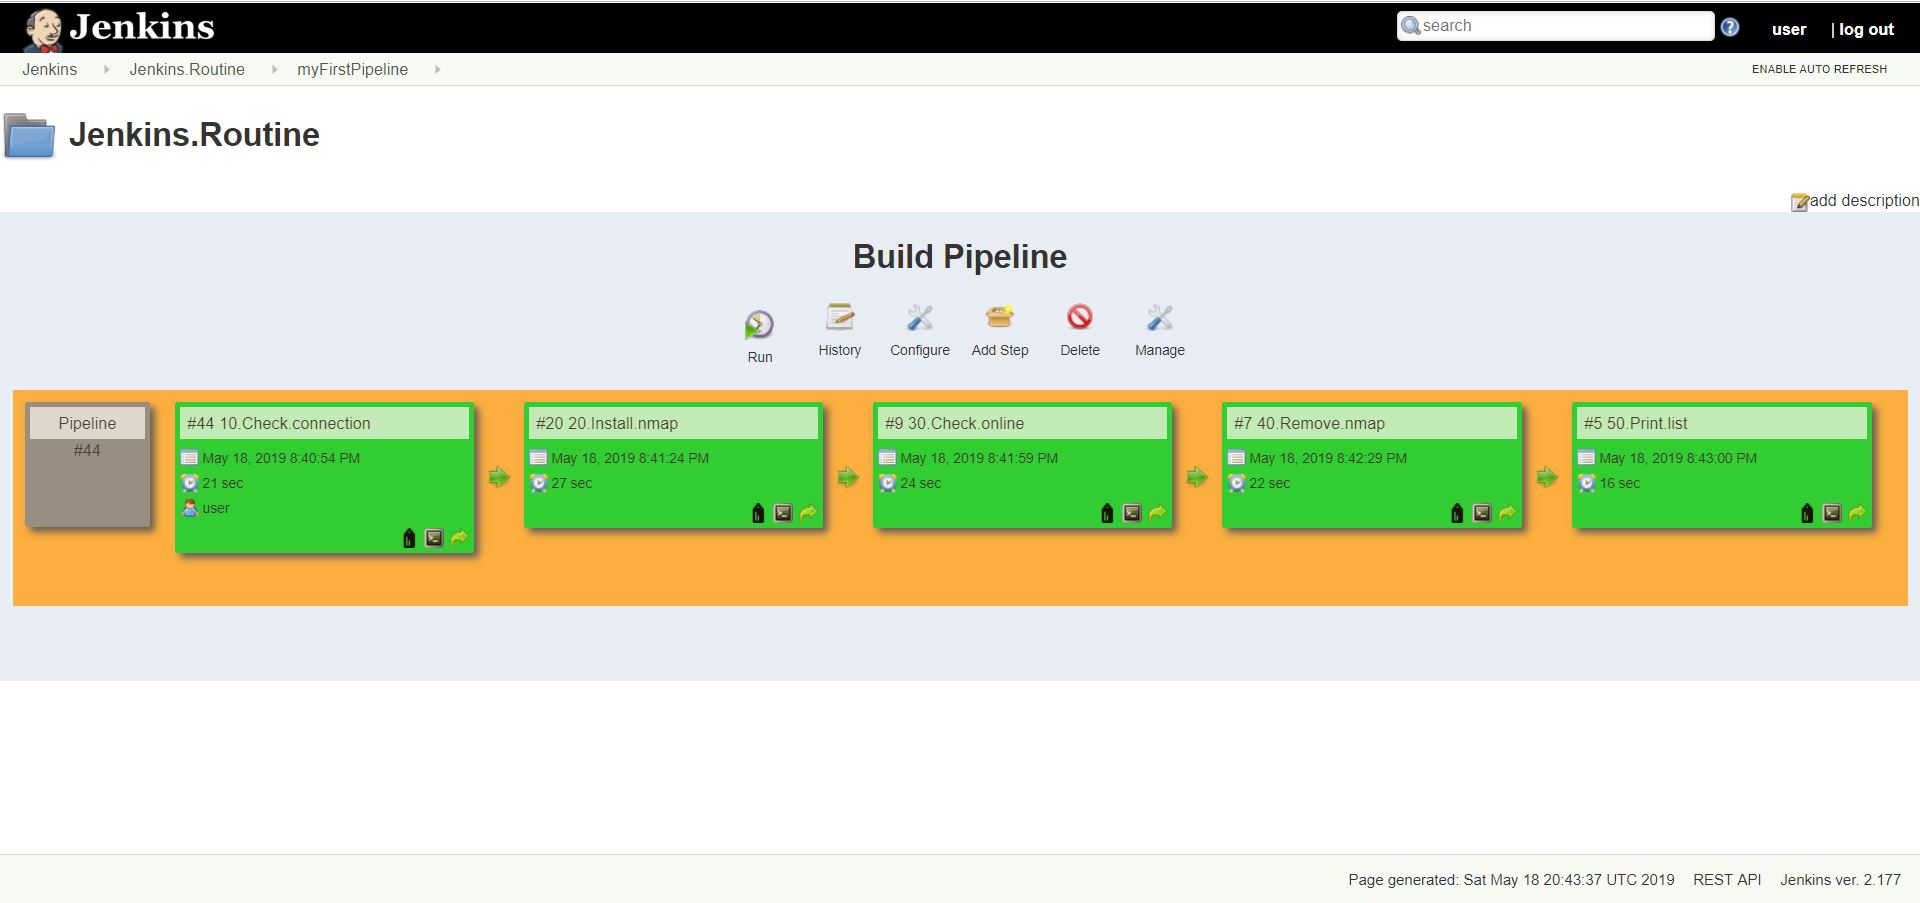 Jenkins
search
user | log out
Jenkins Jenkins.Routine myFirstPipeline
ENABLE AUTO REFRESH
Jenkins.Routine
add description
Build Pipeline
Run History Configure Add Step Delete Manage
Pipeline
#44
#44 10.Check.connection
May 18, 2019 8:40:54 PM
21 sec
user
#20 20.Install.nmap
May 18, 2019 8:41:24 PM
27 sec
#9 30.Check.online
May 18, 2019 8:41:59 PM
24 sec
#7 40.Remove.nmap
May 18, 2019 8:42:29 PM
22 sec
#5 50.Print.list
May 18, 2019 8:43:00 PM
16 sec
Page generated: Sat May 18 20:43:37 UTC 2019 REST API Jenkins ver. 2.177